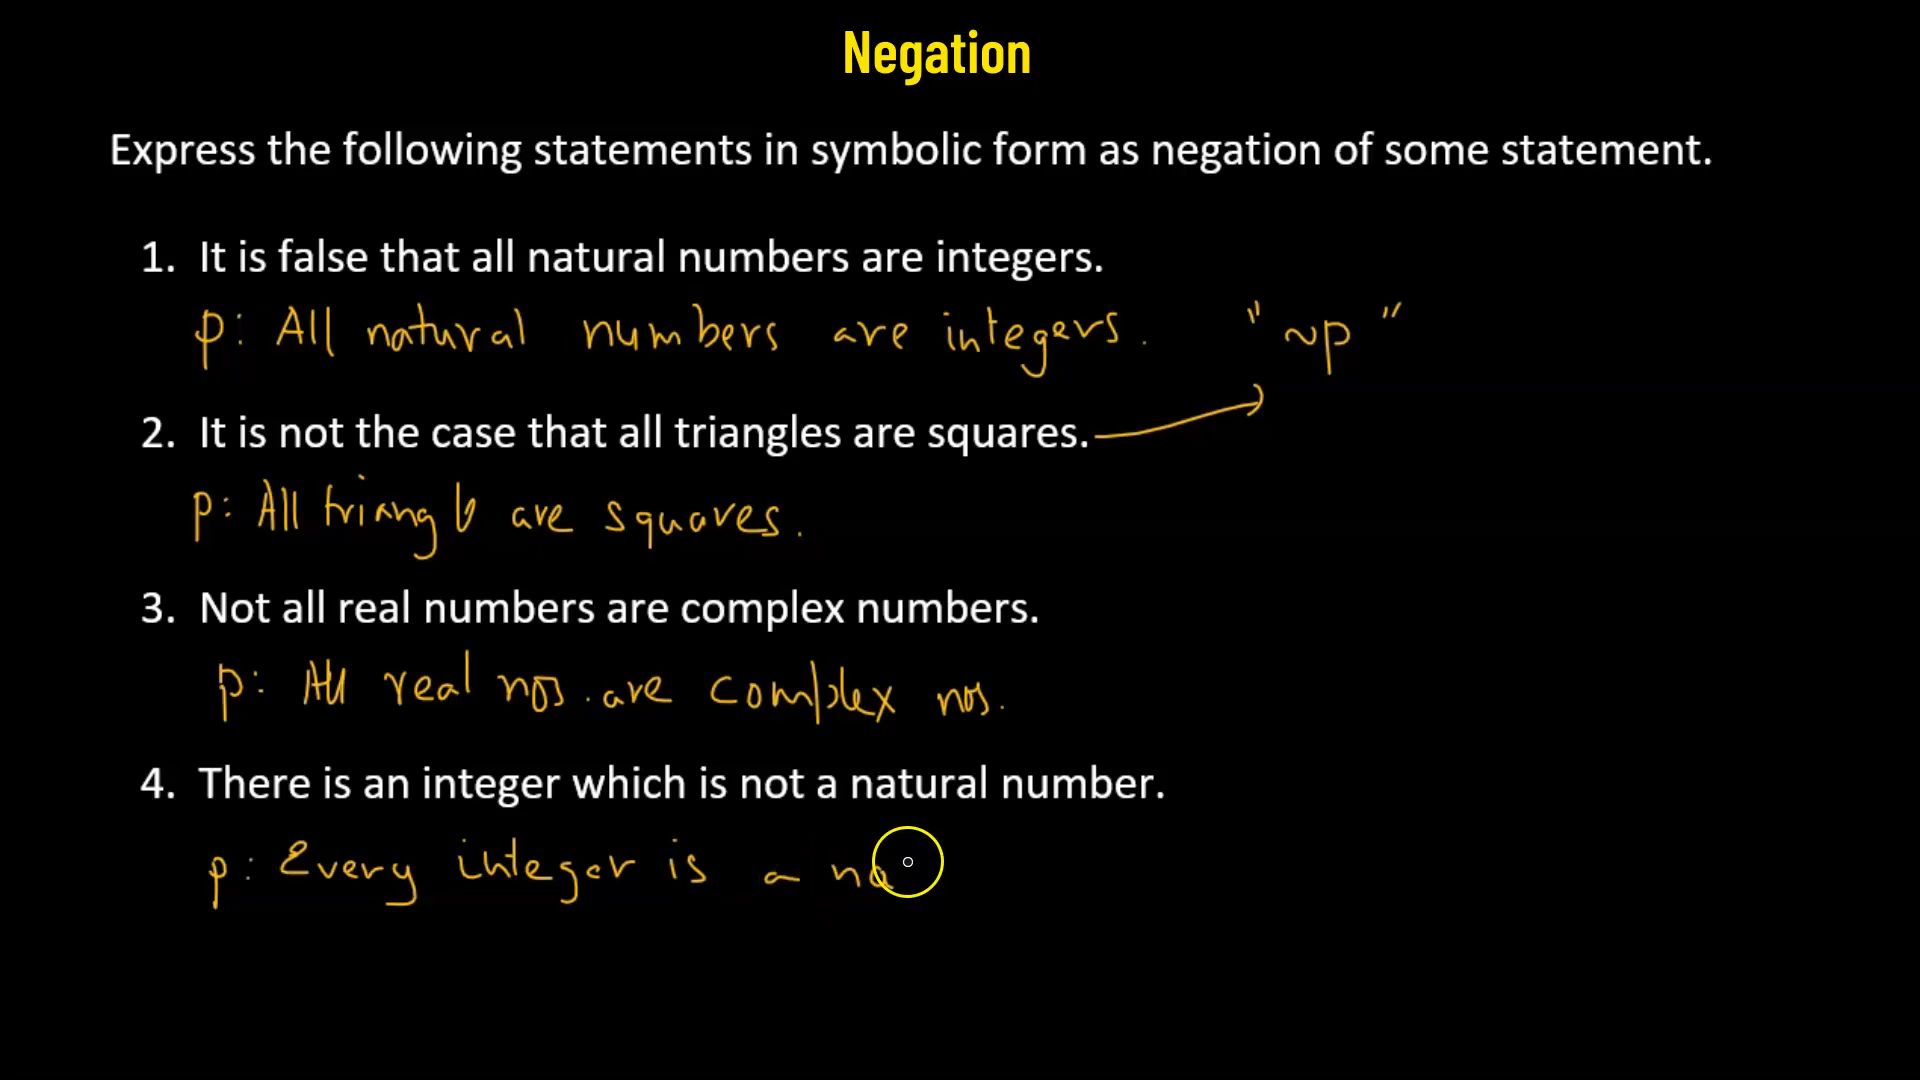 Negation
Express the following statements in symbolic form as negation of some statement.
1. It is false that all natural numbers are integers.
p: All natural numbers are integers. "~p"
2. It is not the case that all triangles are squares.
p: All triangle are squares.
3. Not all real numbers are complex numbers.
p: All real nos. are complex nos.
4. There is an integer which is not a natural number.
p: Every integer is a na